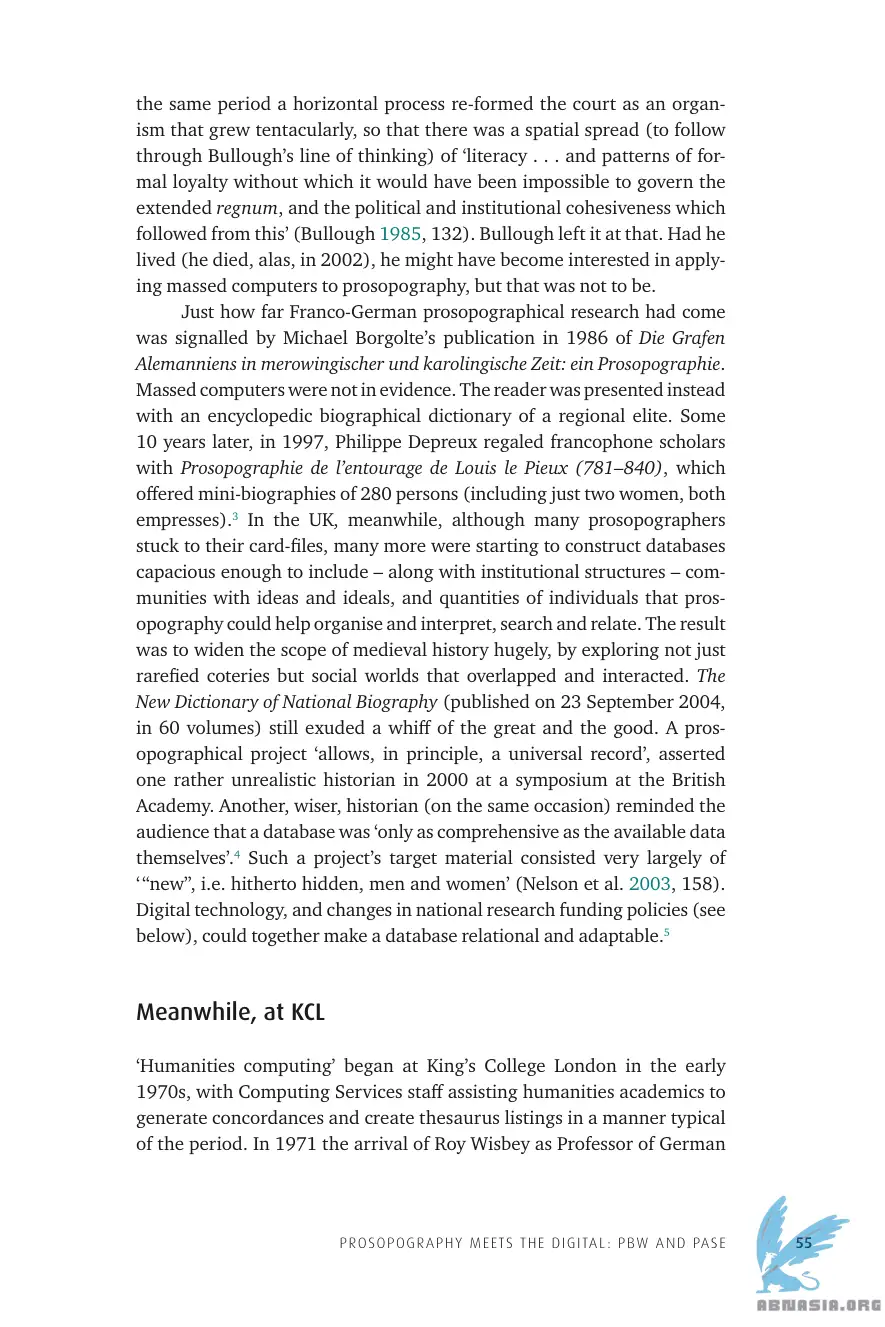 the same period a horizontal process re-formed the court as an organ-
ism that grew tentacularly, so that there was a spatial spread (to follow
through Bullough’s line of thinking) of ‘literacy . . . and patterns of for-
mal loyalty without which it would have been impossible to govern the
extended regnum, and the political and institutional cohesiveness which
followed from this’ (Bullough 1985, 132). Bullough left it at that. Had he
lived (he died, alas, in 2002), he might have become interested in apply-
ing massed computers to prosopography, but that was not to be.
Just how far Franco-German prosopographical research had come
was signalled by Michael Borgolte’s publication in 1986 of Die Grafen
Alemanniens in merowingischer und karolingische Zeit: ein Prosopographie.
Massed computers were not in evidence. The reader was presented instead
with an encyclopedic biographical dictionary of a regional elite. Some
10 years later, in 1997, Philippe Depreux regaled francophone scholars
with Prosopographie de l’entourage de Louis le Pieux (781–840), which
offered mini-biographies of 280 persons (including just two women, both
empresses).³ In the UK, meanwhile, although many prosopographers
stuck to their card-files, many more were starting to construct databases
capacious enough to include – along with institutional structures – com-
munities with ideas and ideals, and quantities of individuals that pros-
opography could help organise and interpret, search and relate. The result
was to widen the scope of medieval history hugely, by exploring not just
rarefied coteries but social worlds that overlapped and interacted. The
New Dictionary of National Biography (published on 23 September 2004,
in 60 volumes) still exuded a whiff of the great and the good. A pros-
opographical project ‘allows, in principle, a universal record’, asserted
one rather unrealistic historian in 2000 at a symposium at the British
Academy. Another, wiser, historian (on the same occasion) reminded the
audience that a database was ‘only as comprehensive as the available data
themselves’.⁴ Such a project’s target material consisted very largely of
‘“new”, i.e. hitherto hidden, men and women’ (Nelson et al. 2003, 158).
Digital technology, and changes in national research funding policies (see
below), could together make a database relational and adaptable.⁵
Meanwhile, at KCL
‘Humanities computing’ began at King’s College London in the early
1970s, with Computing Services staff assisting humanities academics to
generate concordances and create thesaurus listings in a manner typical
of the period. In 1971 the arrival of Roy Wisbey as Professor of German
PROSOPOGRAPHY MEETS THE DIGITAL: PBW AND PASE 55
ABNASIA.ORG